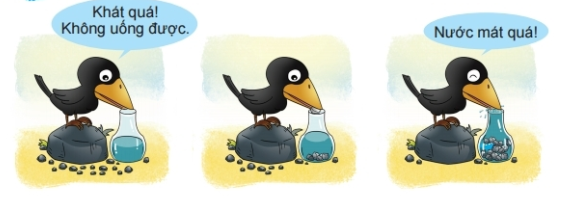 Khát quá!
Không uống được.
Nước mát quá!